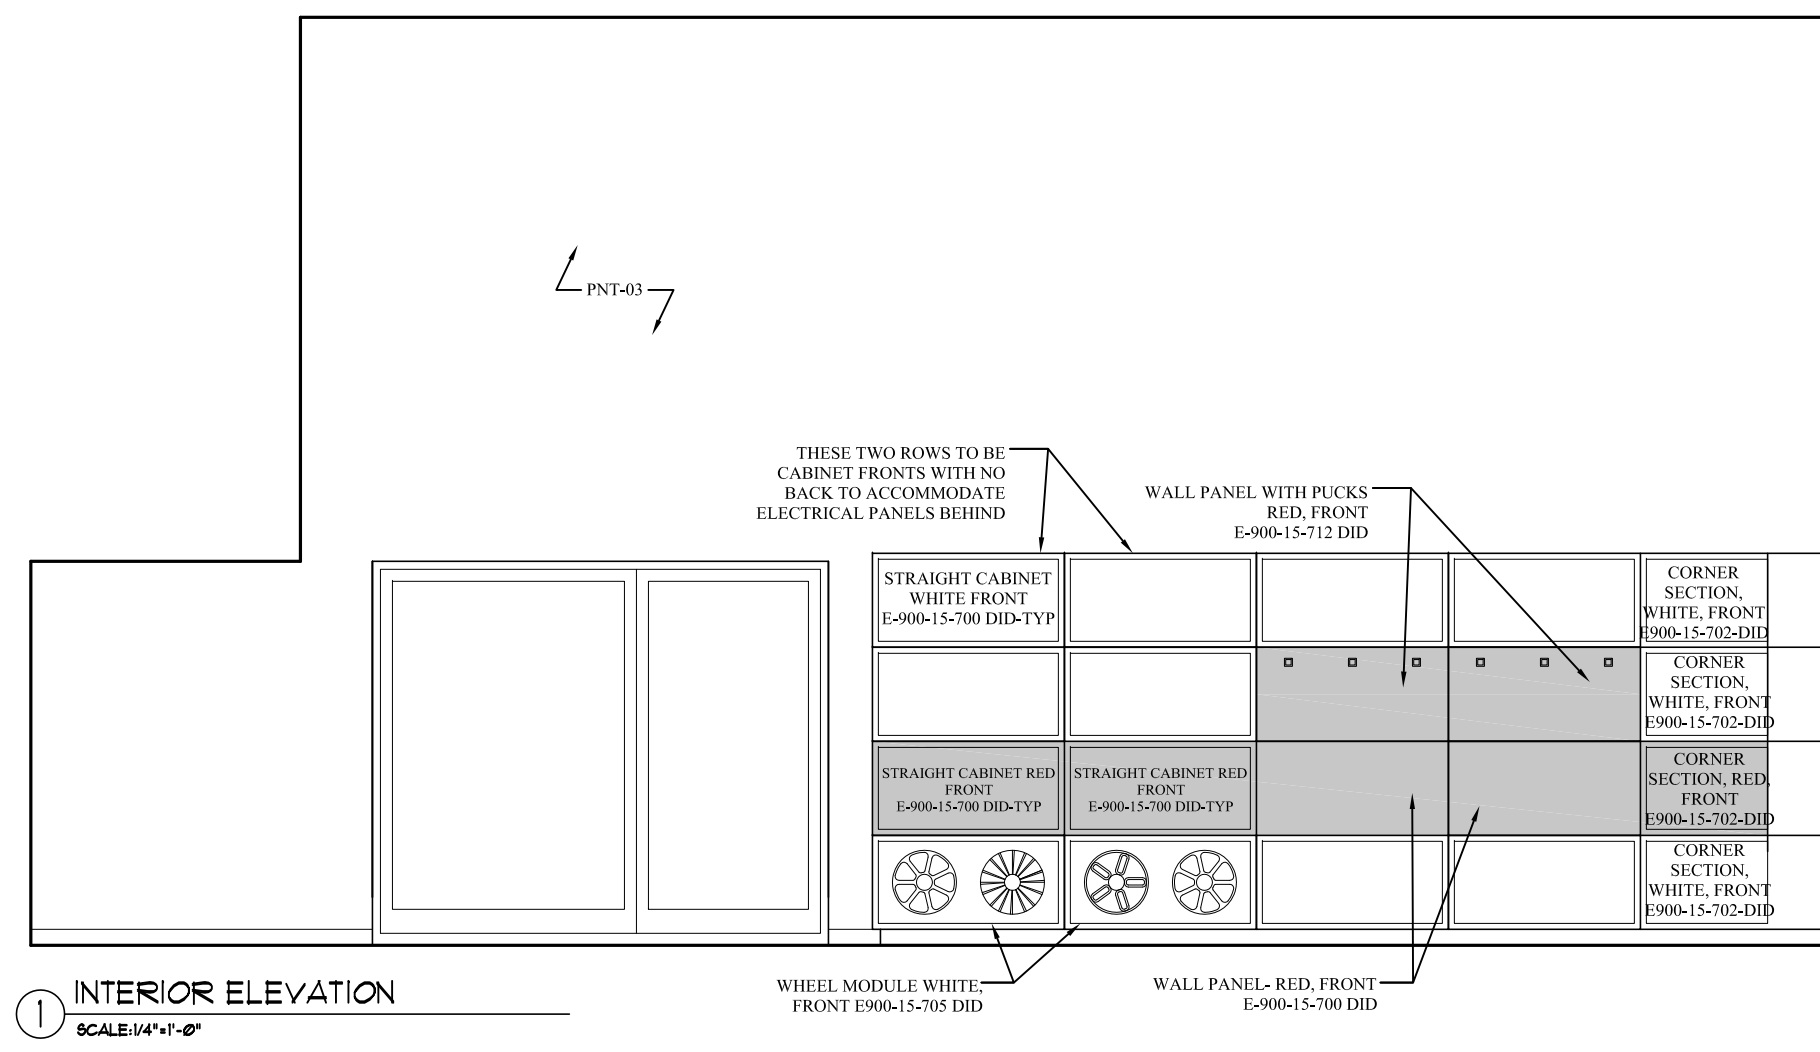 PNT-03
THESE TWO ROWS TO BE
CABINET FRONTS WITH NO
BACK TO ACCOMMODATE
ELECTRICAL PANELS BEHIND
WALL PANEL WITH PUCKS
RED, FRONT
E-900-15-712 DID
STRAIGHT CABINET
WHITE FRONT
E-900-15-700 DID-TYP
CORNER
SECTION,
WHITE, FRONT
E900-15-702-DID
CORNER
SECTION,
WHITE, FRONT
E900-15-702-DID
STRAIGHT CABINET RED
FRONT
E-900-15-700 DID-TYP
STRAIGHT CABINET RED
FRONT
E-900-15-700 DID-TYP
CORNER
SECTION, RED,
FRONT
E900-15-702-DID
CORNER
SECTION,
WHITE, FRONT
E900-15-702-DID
WHEEL MODULE WHITE,
FRONT E900-15-705 DID
WALL PANEL- RED, FRONT
E-900-15-700 DID
1 INTERIOR ELEVATION
SCALE:1/4"=1'-0"